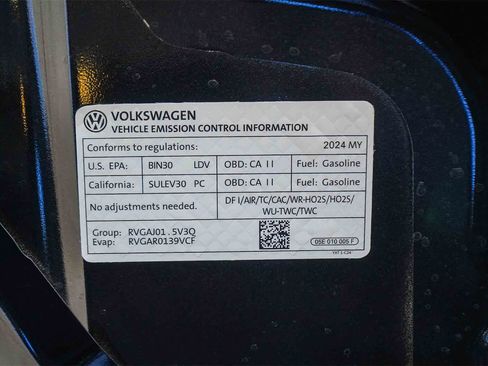 VOLKSWAGEN
VEHICLE EMISSION CONTROL INFORMATION
Conforms to regulations: 2024 MY
U.S. EPA: BIN30 LDV OBD: CA II Fuel: Gasoline
California: SULEV30 PC OBD: CA II Fuel: Gasoline
No adjustments needed. DFI/AIR/TC/CAC/WR-HO2S/HO2S/
WU-TWC/TWC
Group: RVGAJ01.5V3Q
Evap: RVGAR0139VCF
05E 010 005 F